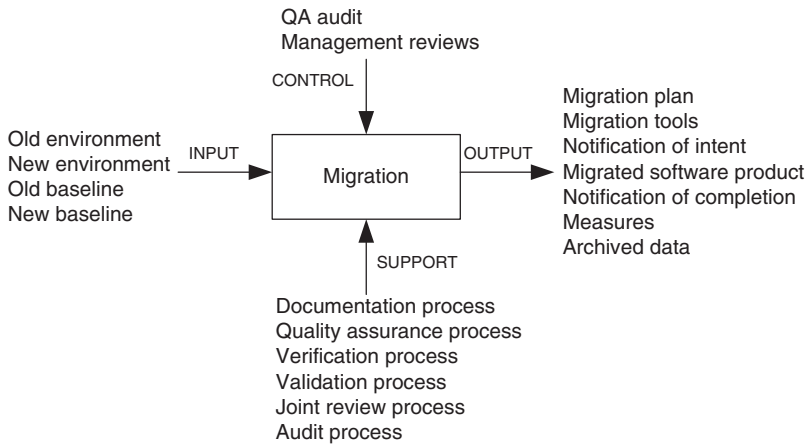 QA audit
Management reviews
CONTROL
Old environment
New environment
Old baseline
New baseline
INPUT
Migration
OUTPUT
Migration plan
Migration tools
Notification of intent
Migrated software product
Notification of completion
Measures
Archived data
SUPPORT
Documentation process
Quality assurance process
Verification process
Validation process
Joint review process
Audit process